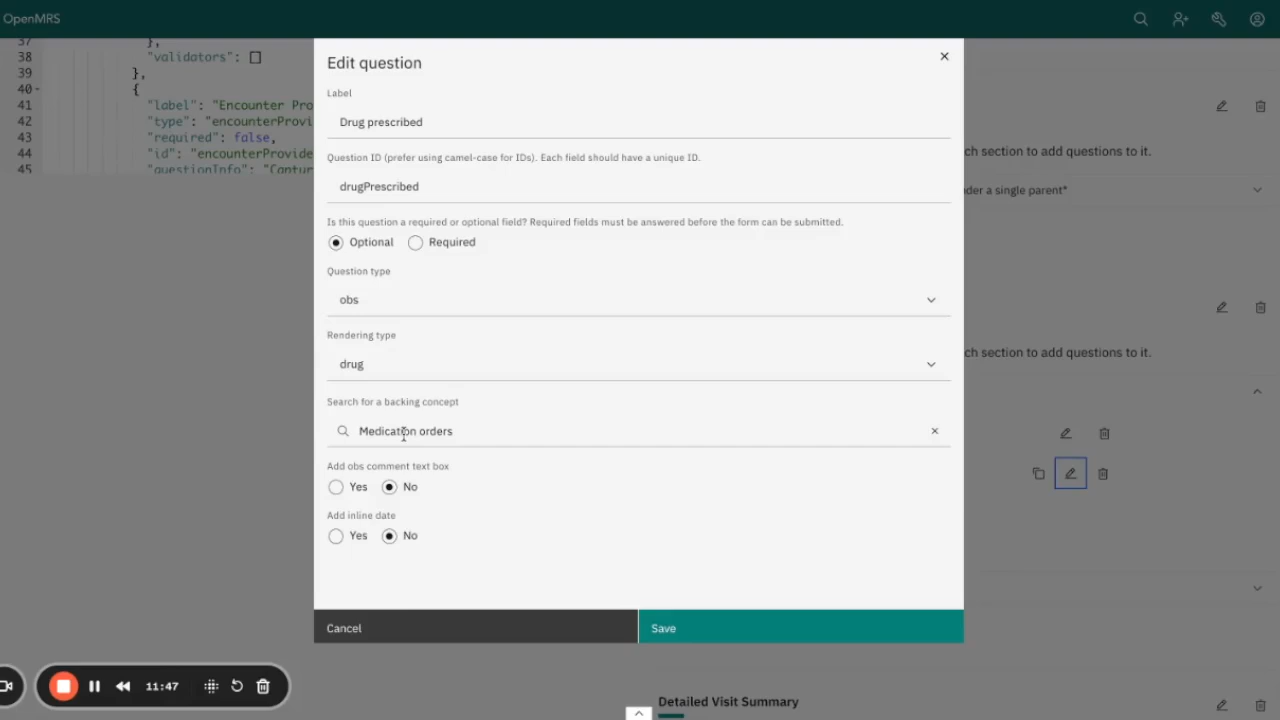 OpenMRS
37 },
38 "validators": []
39 },
40 {
41 "label": "Encounter Pro
42 "type": "encounterProvi
43 "required": false,
44 "id": "encounterProvide
45 "questionInfo": "Captur
Edit question
Label
Drug prescribed
Question ID (prefer using camel-case for IDs). Each field should have a unique ID.
drugPrescribed
Is this question a required or optional field? Required fields must be answered before the form can be submitted.
Optional Required
Question type
obs
Rendering type
drug
Search for a backing concept
Medication orders
Add obs comment text box
Yes No
Add inline date
Yes No
Cancel Save
ch section to add questions to it.
nder a single parent*
ch section to add questions to it.
11:47
Detailed Visit Summary